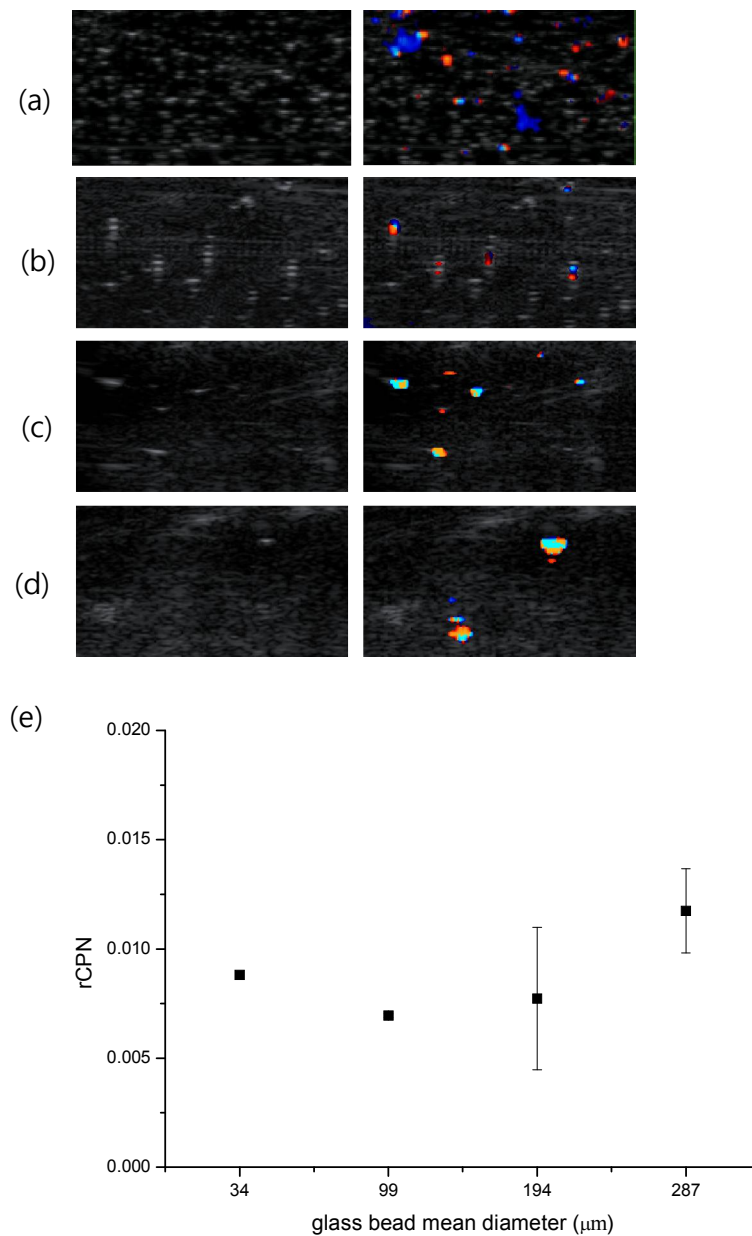 (a)
(b)
(c)
(d)
(e)
0.020
0.015
0.010
0.005
0.000
rCPN
34 99 194 287
glass bead mean diameter (μm)